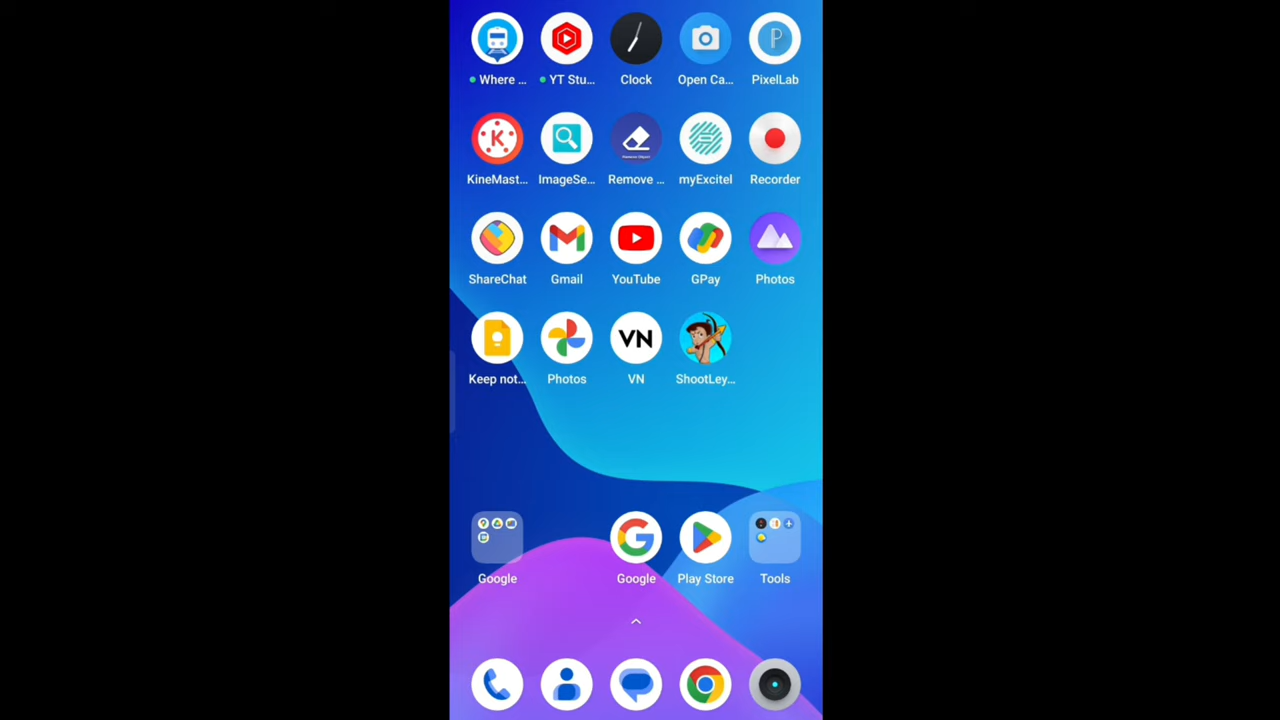 Where ...
YT Stu...
Clock
Open Ca...
PixelLab
KineMast...
ImageSe...
Remove ...
myExcitel
Recorder
ShareChat
Gmail
YouTube
GPay
Photos
Keep not...
Photos
VN
VN
ShootLey...
Google
Google
Play Store
Tools